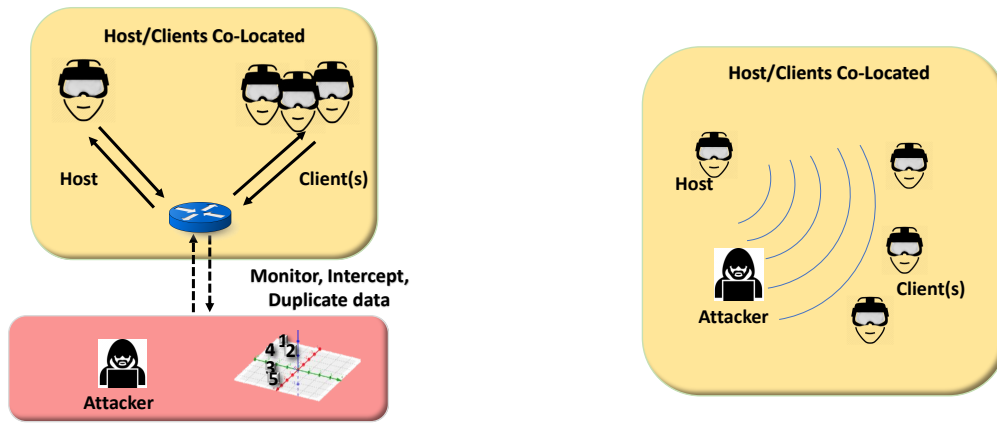 Host/Clients Co-Located
Host
Client(s)
Monitor, Intercept,
Duplicate data
Attacker
1
4 2
3
5
Host/Clients Co-Located
Host
Client(s)
Attacker